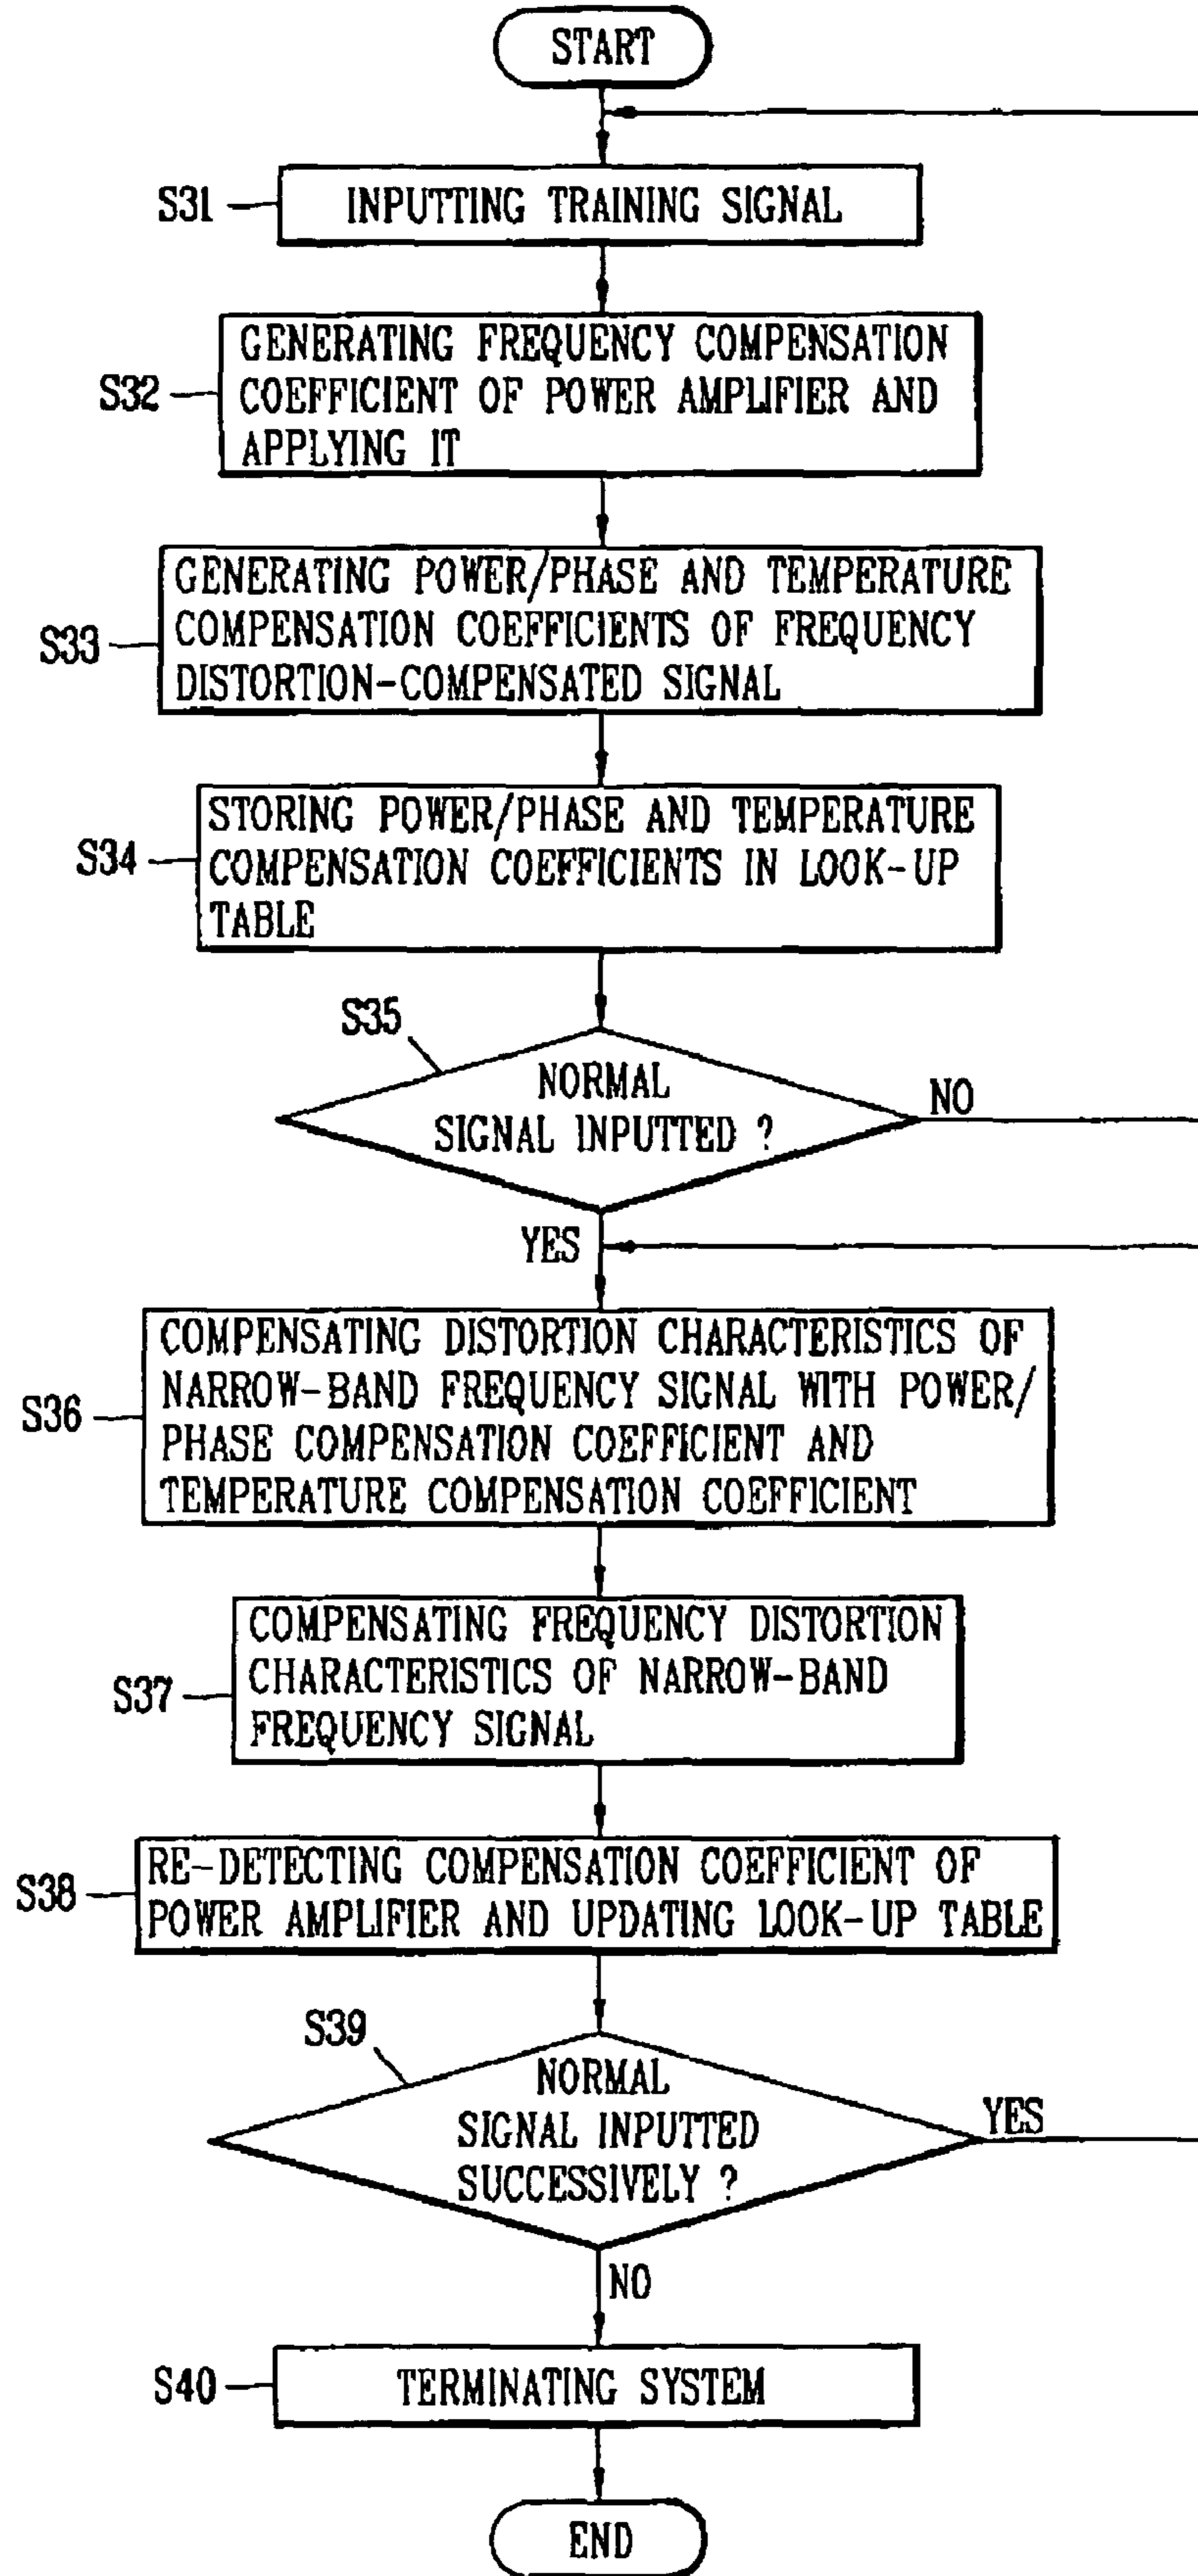 START
S31
INPUTTING TRAINING SIGNAL
S32
GENERATING FREQUENCY COMPENSATION
COEFFICIENT OF POWER AMPLIFIER AND
APPLYING IT
S33
GENERATING POWER/PHASE AND TEMPERATURE
COMPENSATION COEFFICIENTS OF FREQUENCY
DISTORTION-COMPENSATED SIGNAL
S34
STORING POWER/PHASE AND TEMPERATURE
COMPENSATION COEFFICIENTS IN LOOK-UP
TABLE
S35
NORMAL
SIGNAL INPUTTED ?
NO
YES
S36
COMPENSATING DISTORTION CHARACTERISTICS OF
NARROW-BAND FREQUENCY SIGNAL WITH POWER/
PHASE COMPENSATION COEFFICIENT AND
TEMPERATURE COMPENSATION COEFFICIENT
S37
COMPENSATING FREQUENCY DISTORTION
CHARACTERISTICS OF NARROW-BAND
FREQUENCY SIGNAL
S38
RE-DETECTING COMPENSATION COEFFICIENT OF
POWER AMPLIFIER AND UPDATING LOOK-UP TABLE
S39
NORMAL
SIGNAL INPUTTED
SUCCESSIVELY ?
YES
NO
S40
TERMINATING SYSTEM
END